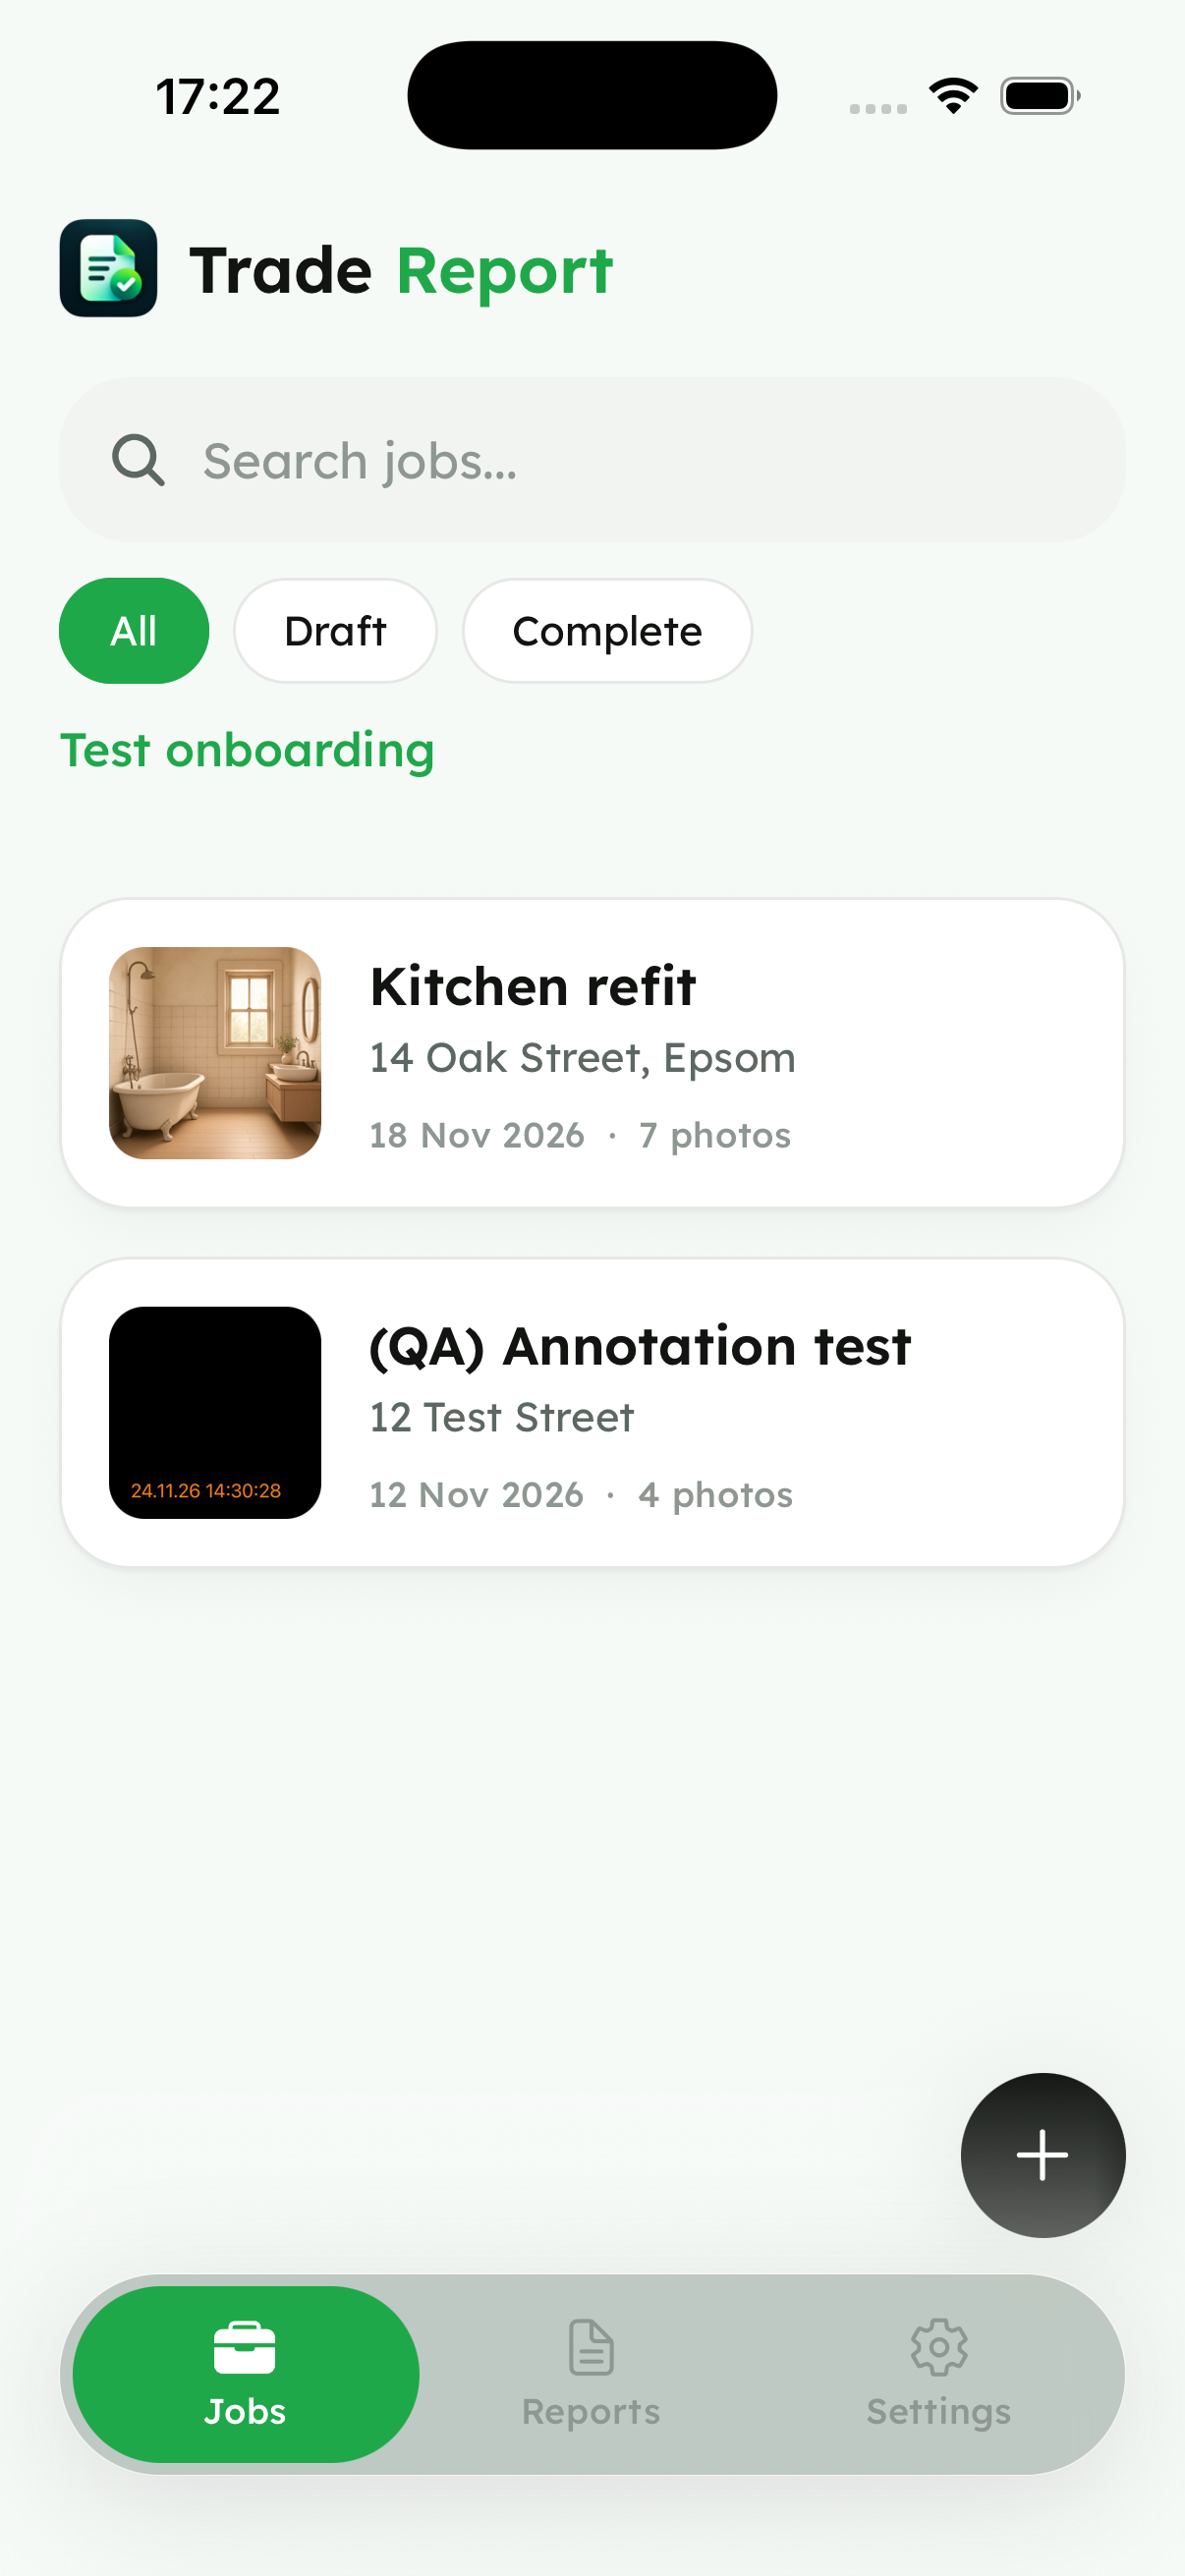 17:22
Trade Report
Search jobs...
All
Draft
Complete
Test onboarding
Kitchen refit
14 Oak Street, Epsom
18 Nov 2026 · 7 photos
(QA) Annotation test
12 Test Street
12 Nov 2026 · 4 photos
24.11.26 14:30:28
Jobs
Reports
Settings